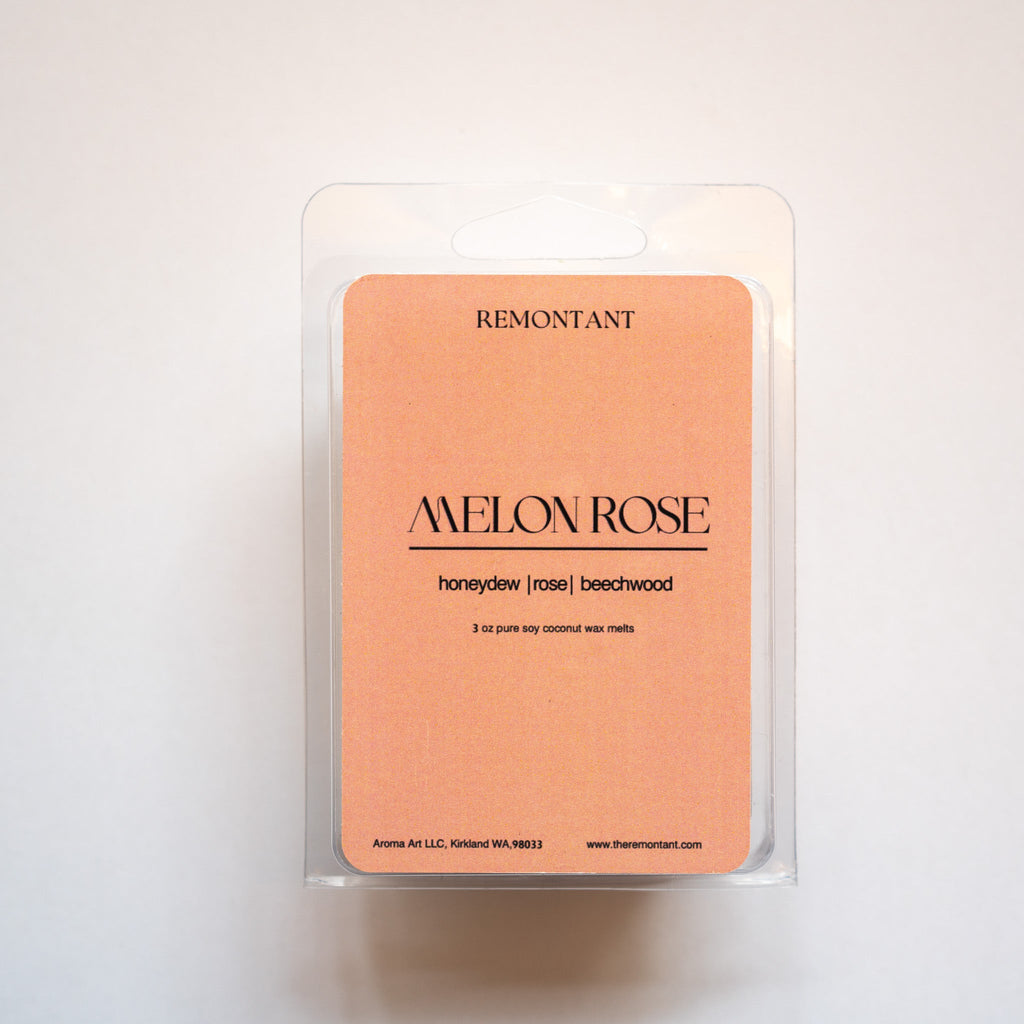 REMONTANT
MELON ROSE
honeydew |rose| beechwood
3 oz pure soy coconut wax melts
Aroma Art LLC, Kirkland WA,98033 www.theremontant.com